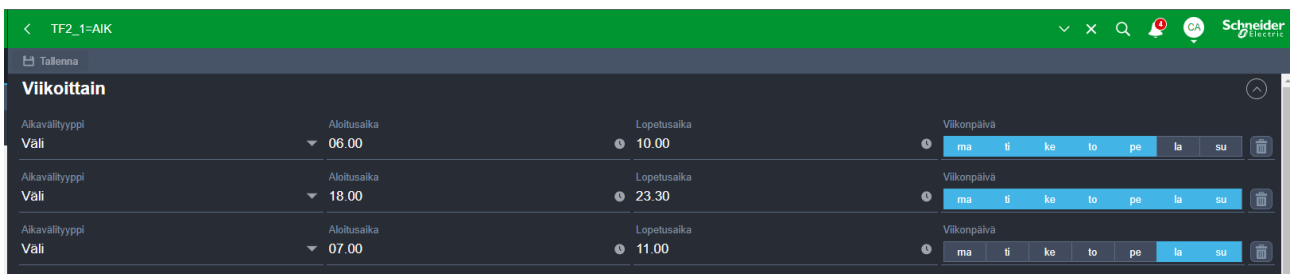 TF2_1=AIK 4 CA Schneider Electric
Tallenna
Viikoittain
Aikavälityyppi Aloitusaika Lopetusaika Viikonpäivä
Väli 06.00 10.00 ma ti ke to pe la su
Aikavälityyppi Aloitusaika Lopetusaika Viikonpäivä
Väli 18.00 23.30 ma ti ke to pe la su
Aikavälityyppi Aloitusaika Lopetusaika Viikonpäivä
Väli 07.00 11.00 ma ti ke to pe la su